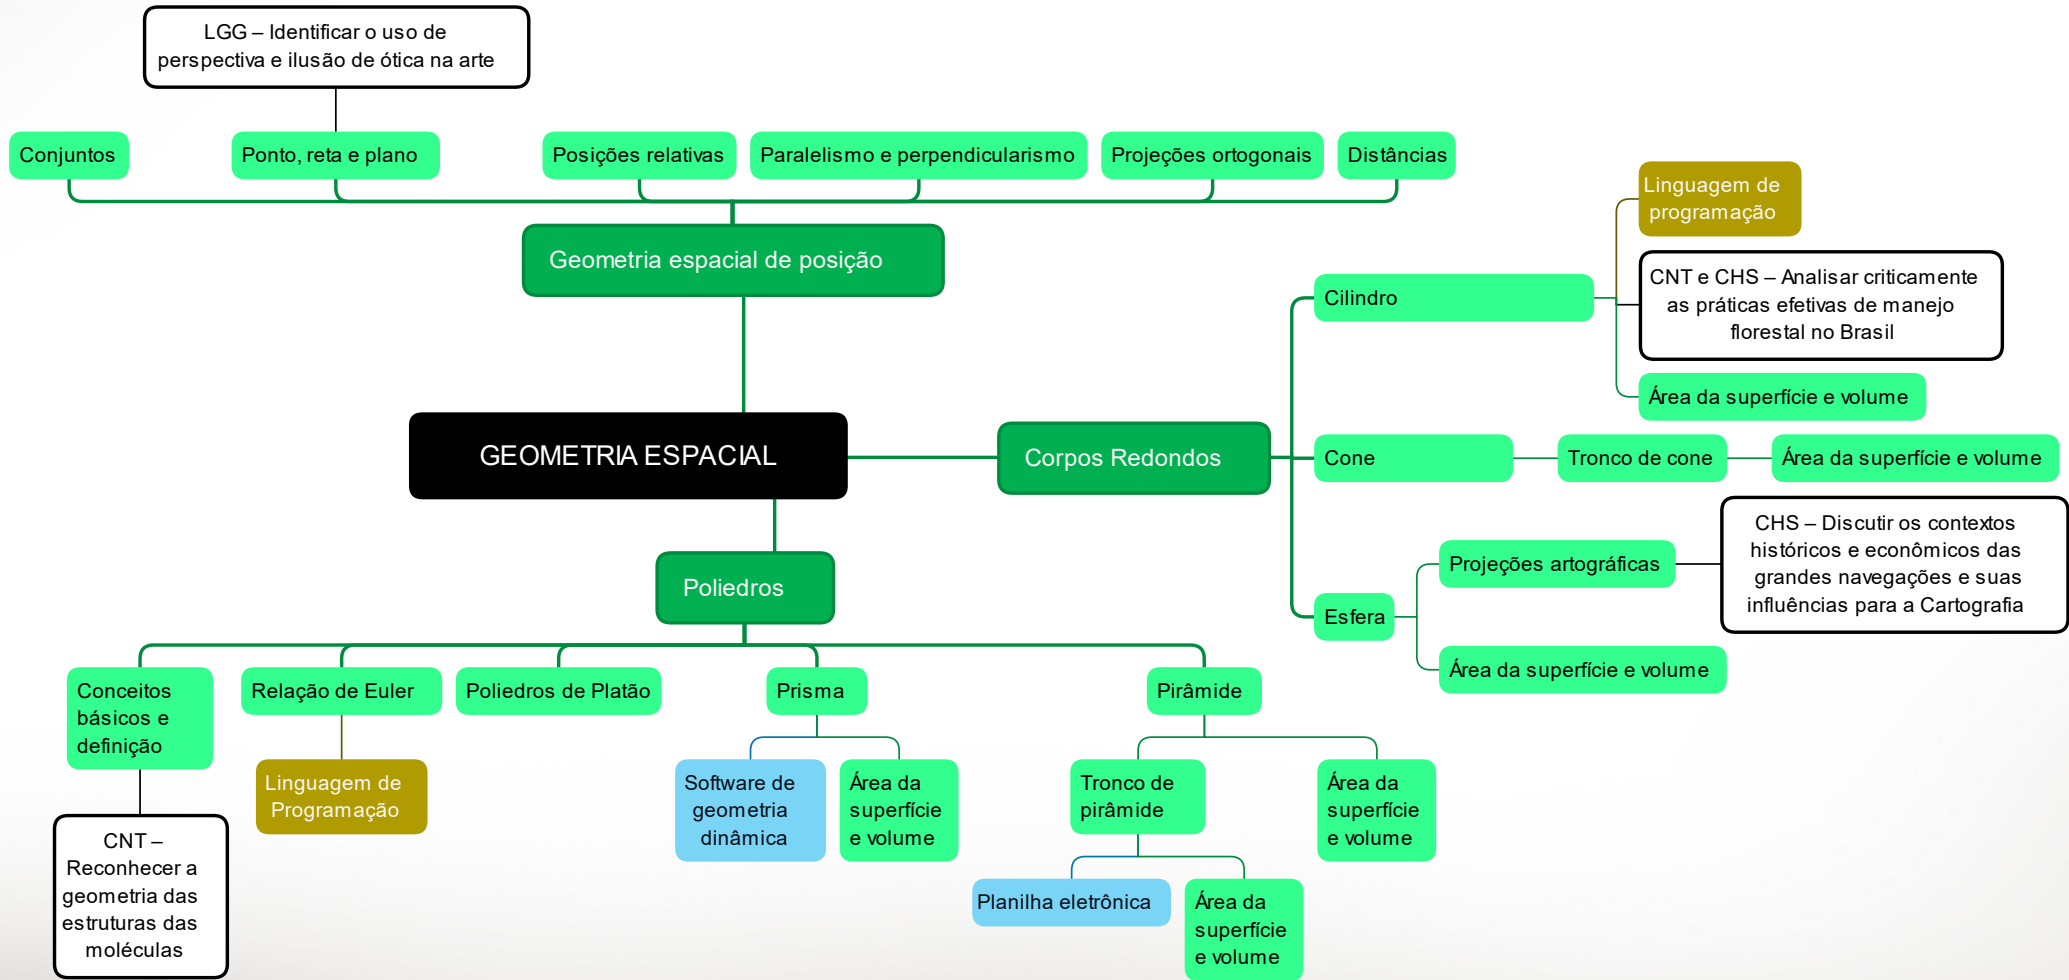 LGG – Identificar o uso de
perspectiva e ilusão de ótica na arte
Conjuntos
Ponto, reta e plano
Posições relativas
Paralelismo e perpendicularismo
Projeções ortogonais
Distâncias
Geometria espacial de posição
GEOMETRIA ESPACIAL
Corpos Redondos
Cilindro
Linguagem de
programação
CNT e CHS – Analisar criticamente
as práticas efetivas de manejo
florestal no Brasil
Área da superfície e volume
Cone
Tronco de cone
Área da superfície e volume
Esfera
Projeções artográficas
CHS – Discutir os contextos
históricos e econômicos das
grandes navegações e suas
influências para a Cartografia
Área da superfície e volume
Poliedros
Conceitos
básicos e
definição
CNT –
Reconhecer a
geometria das
estruturas das
moléculas
Relação de Euler
Linguagem de
Programação
Poliedros de Platão
Prisma
Software de
geometria
dinâmica
Área da
superfície
e volume
Pirâmide
Tronco de
pirâmide
Planilha eletrônica
Área da
superfície
e volume
Área da
superfície
e volume